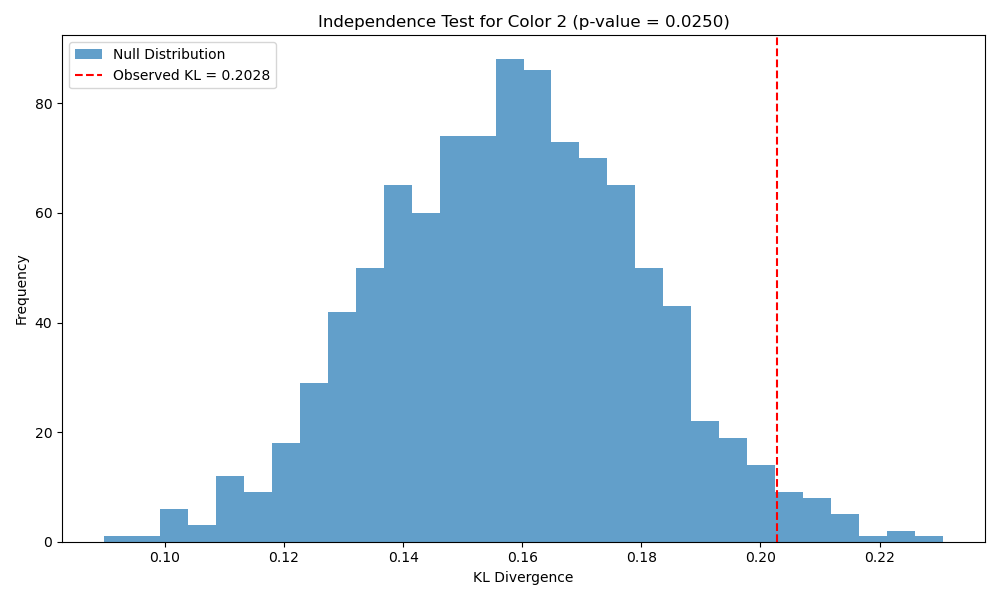 Independence Test for Color 2 (p-value = 0.0250)
Null Distribution
Observed KL = 0.2028
Frequency
80
60
40
20
0
0.10 0.12 0.14 0.16 0.18 0.20 0.22
KL Divergence